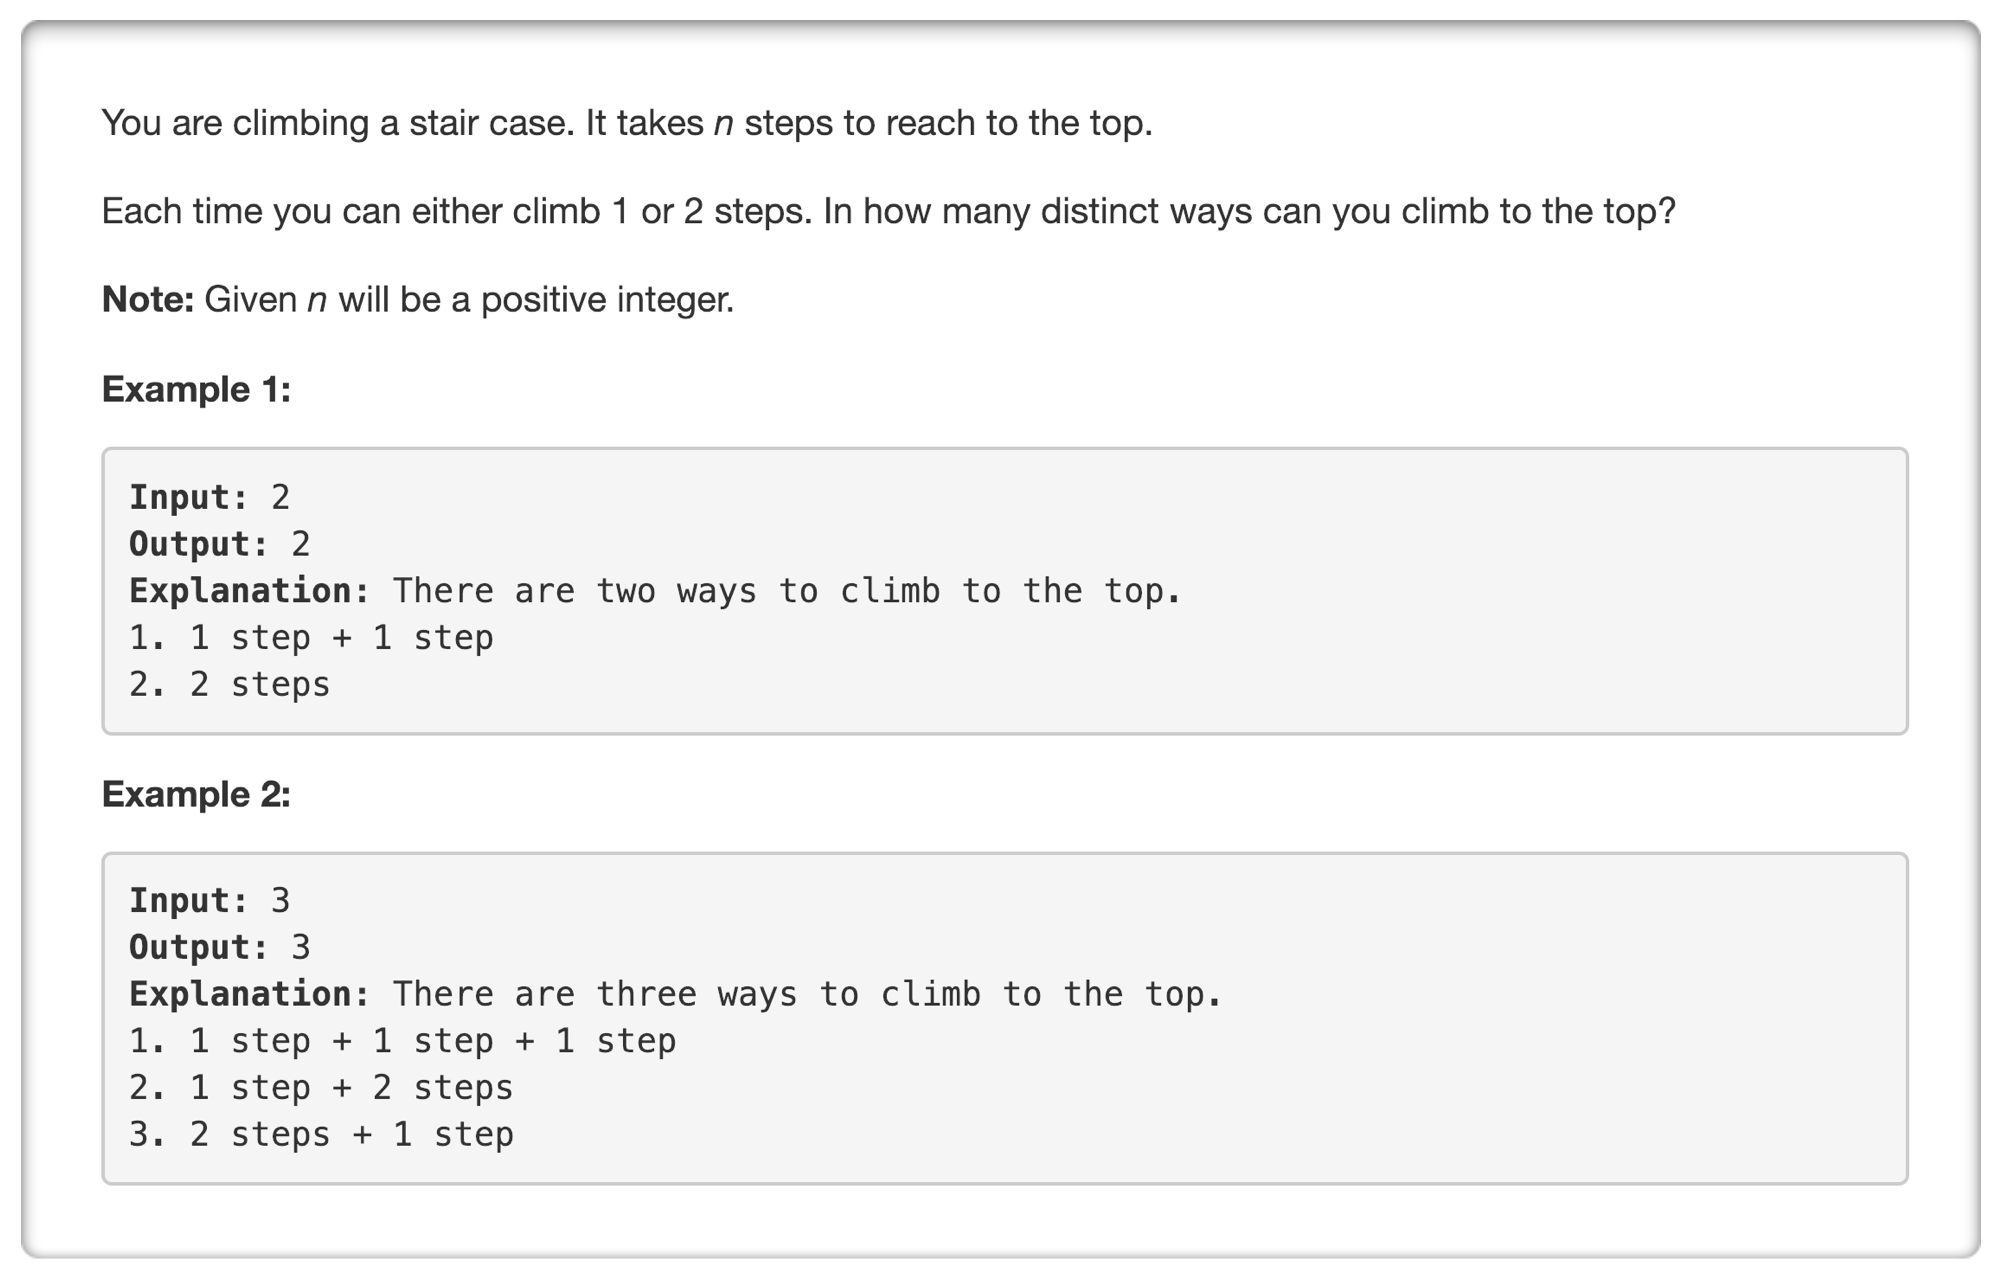 You are climbing a stair case. It takes n steps to reach to the top.
Each time you can either climb 1 or 2 steps. In how many distinct ways can you climb to the top?
Note: Given n will be a positive integer.
Example 1:
Input: 2
Output: 2
Explanation: There are two ways to climb to the top.
1. 1 step + 1 step
2. 2 steps
Example 2:
Input: 3
Output: 3
Explanation: There are three ways to climb to the top.
1. 1 step + 1 step + 1 step
2. 1 step + 2 steps
3. 2 steps + 1 step